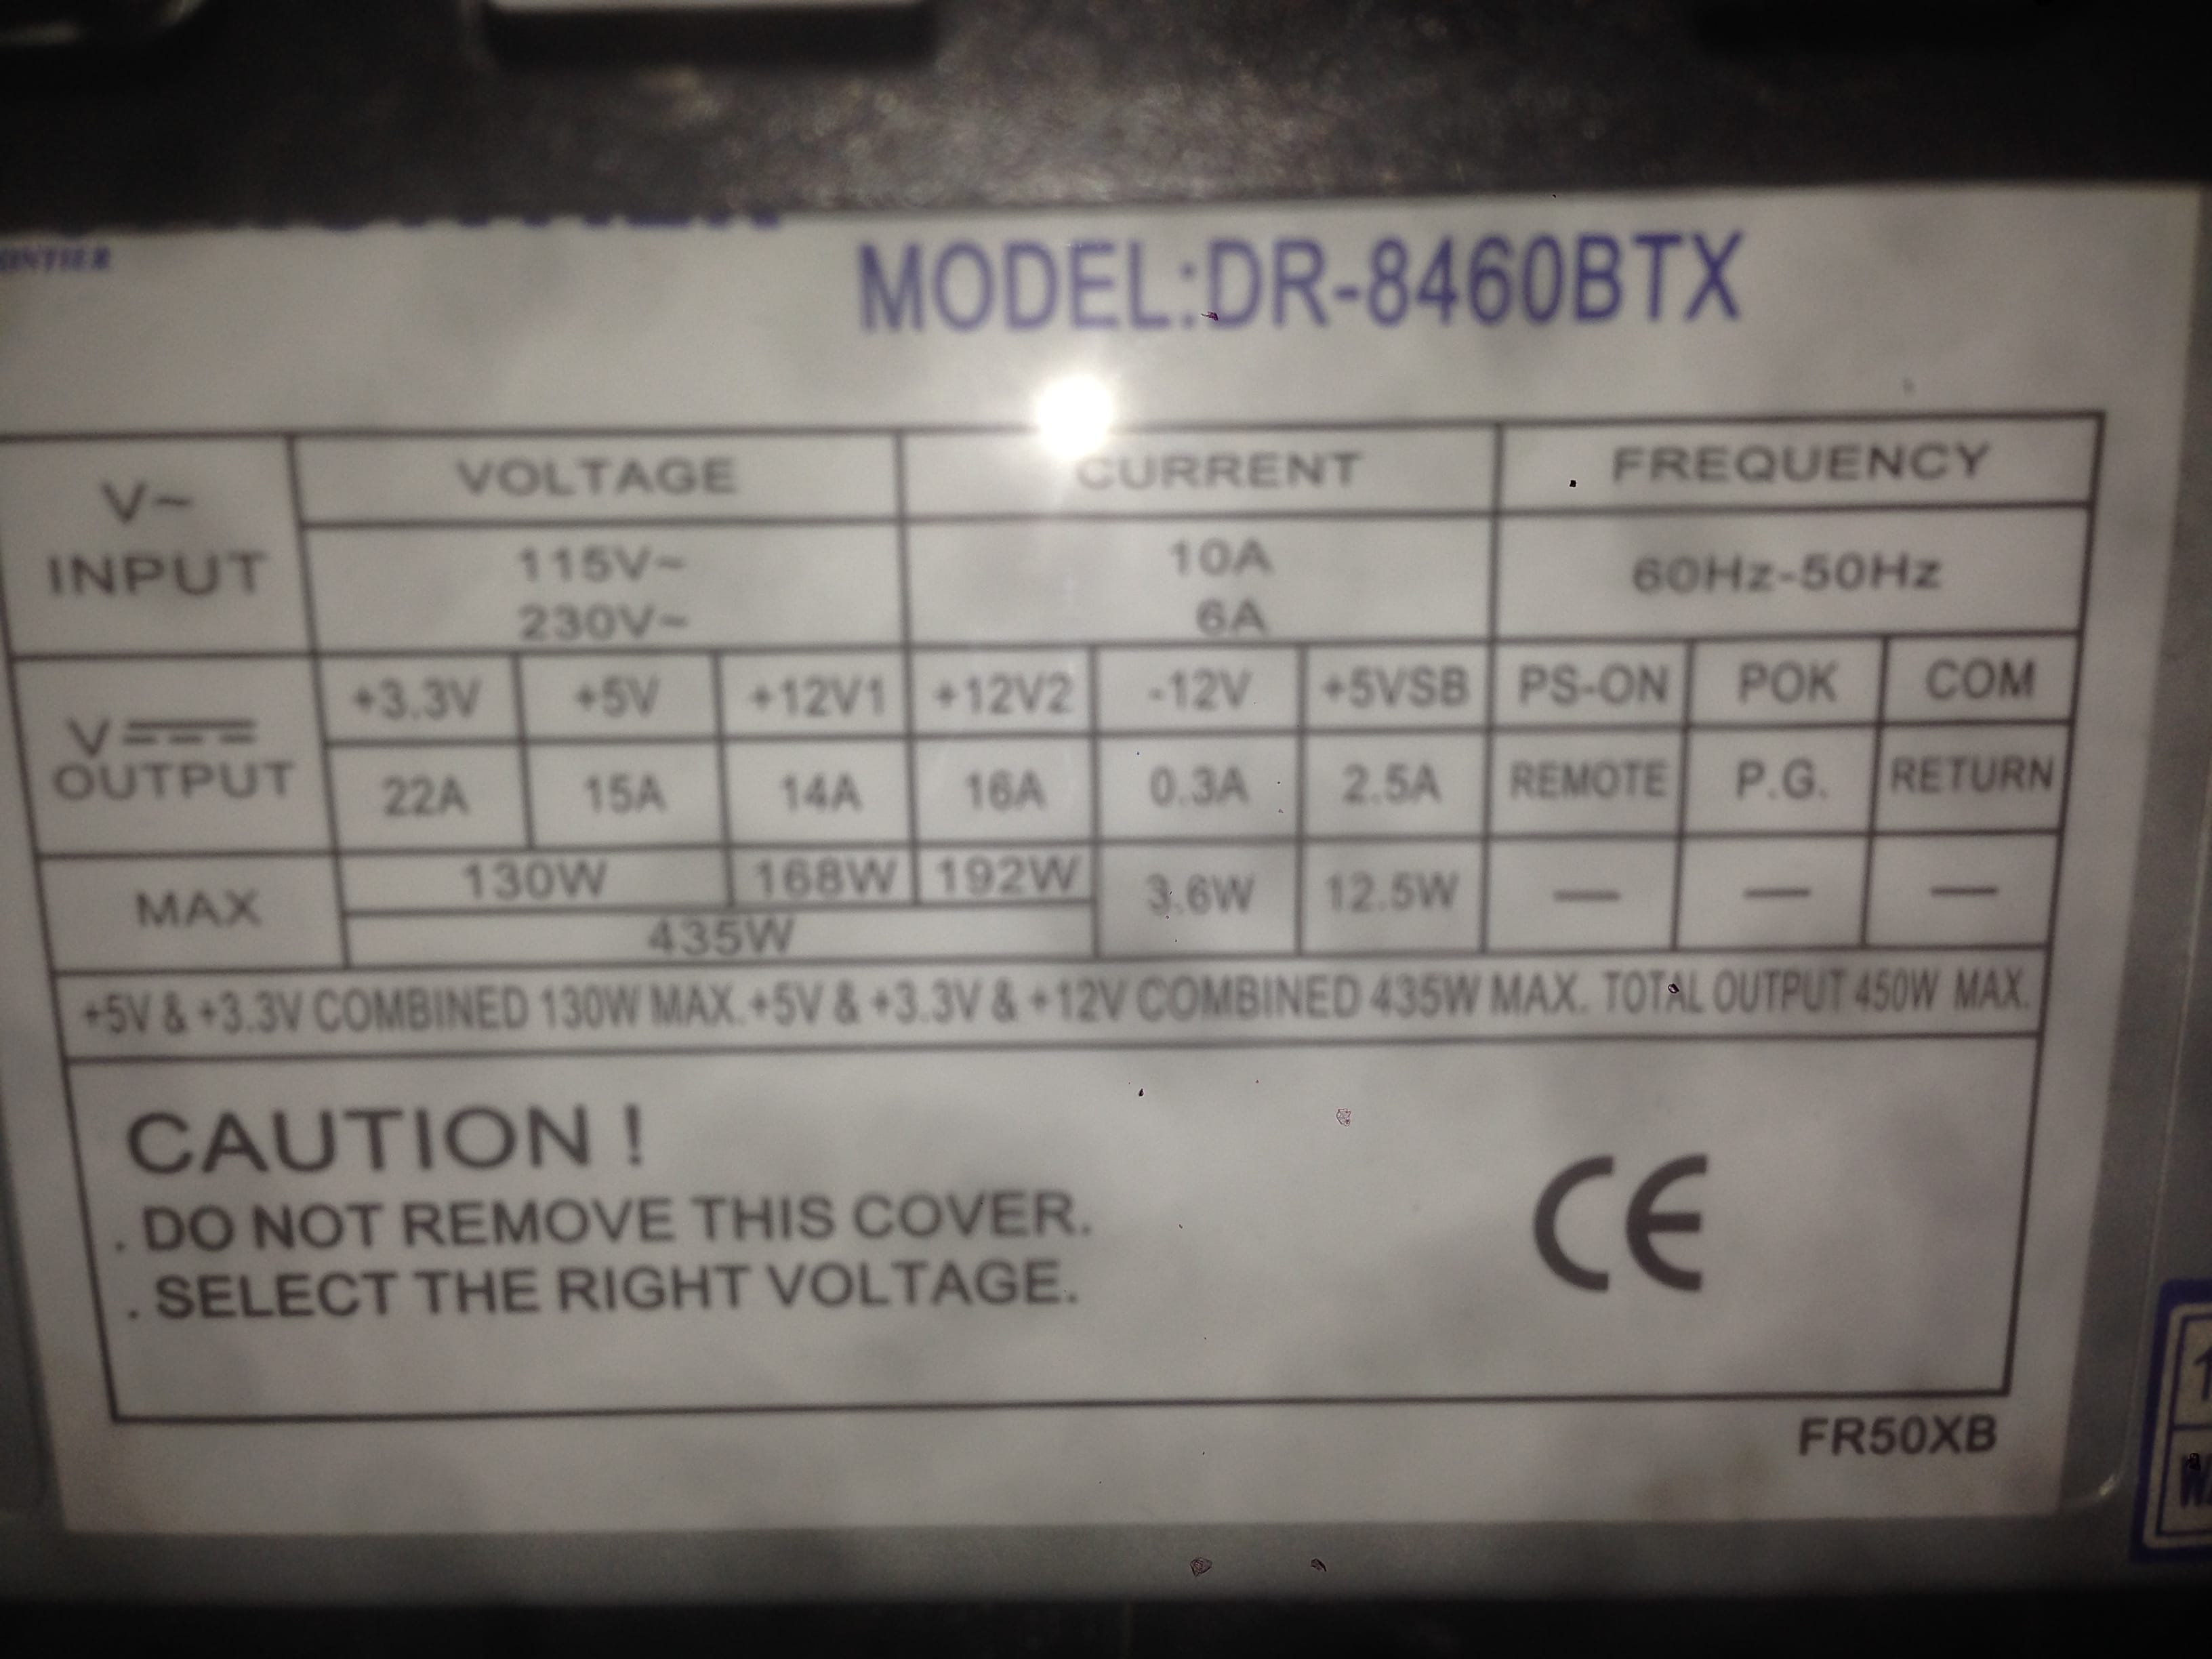 MODEL:DR-8460BTX
V~ INPUT
VOLTAGE CURRENT FREQUENCY
115V~ 10A 60Hz-50Hz
230V~ 6A
V OUTPUT
+3.3V +5V +12V1 +12V2 -12V +5VSB PS-ON POK COM
22A 15A 14A 16A 0.3A 2.5A REMOTE P.G. RETURN
MAX 130W 168W 192W 3.6W 12.5W — — —
435W
+5V & +3.3V COMBINED 130W MAX.+5V & +3.3V & +12V COMBINED 435W MAX. TOTAL OUTPUT 450W MAX.
CAUTION !
. DO NOT REMOVE THIS COVER.
. SELECT THE RIGHT VOLTAGE.
CE
FR50XB